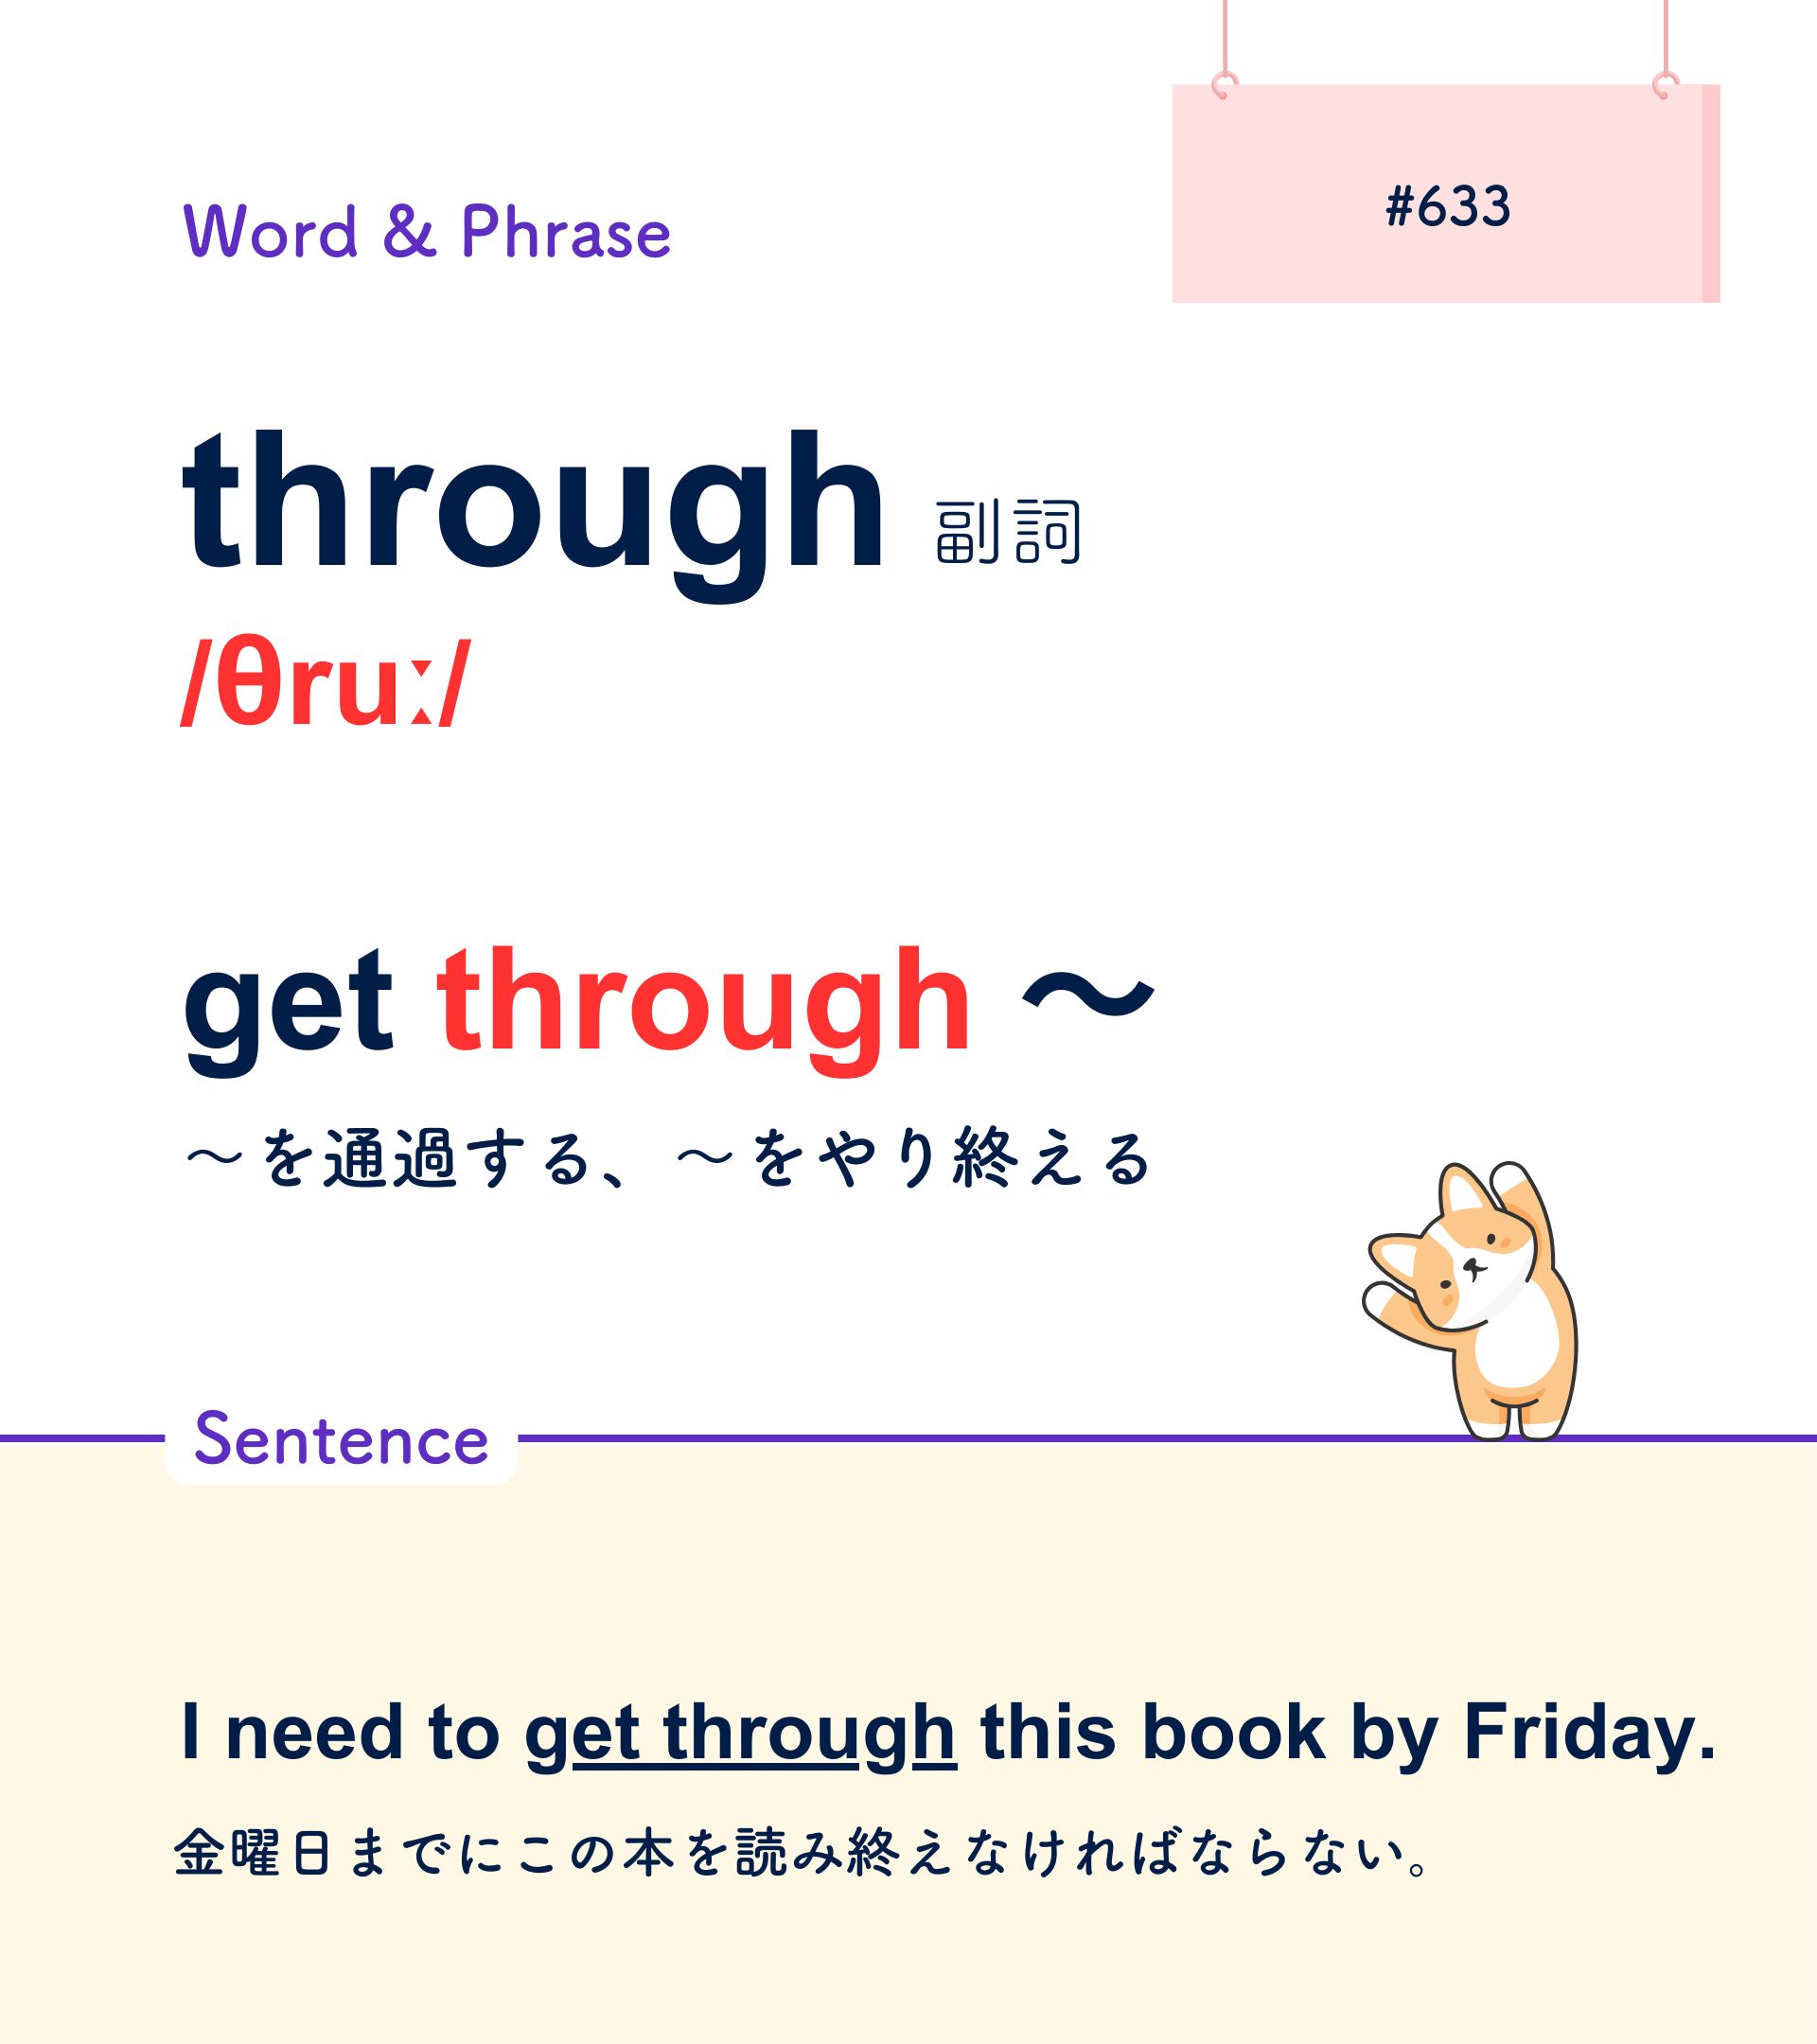 #633
Word & Phrase
through 副詞
/θruː/
get through 〜
〜を通過する、〜をやり終える
Sentence
I need to get through this book by Friday.
金曜日までにこの本を読み終えなければならない。